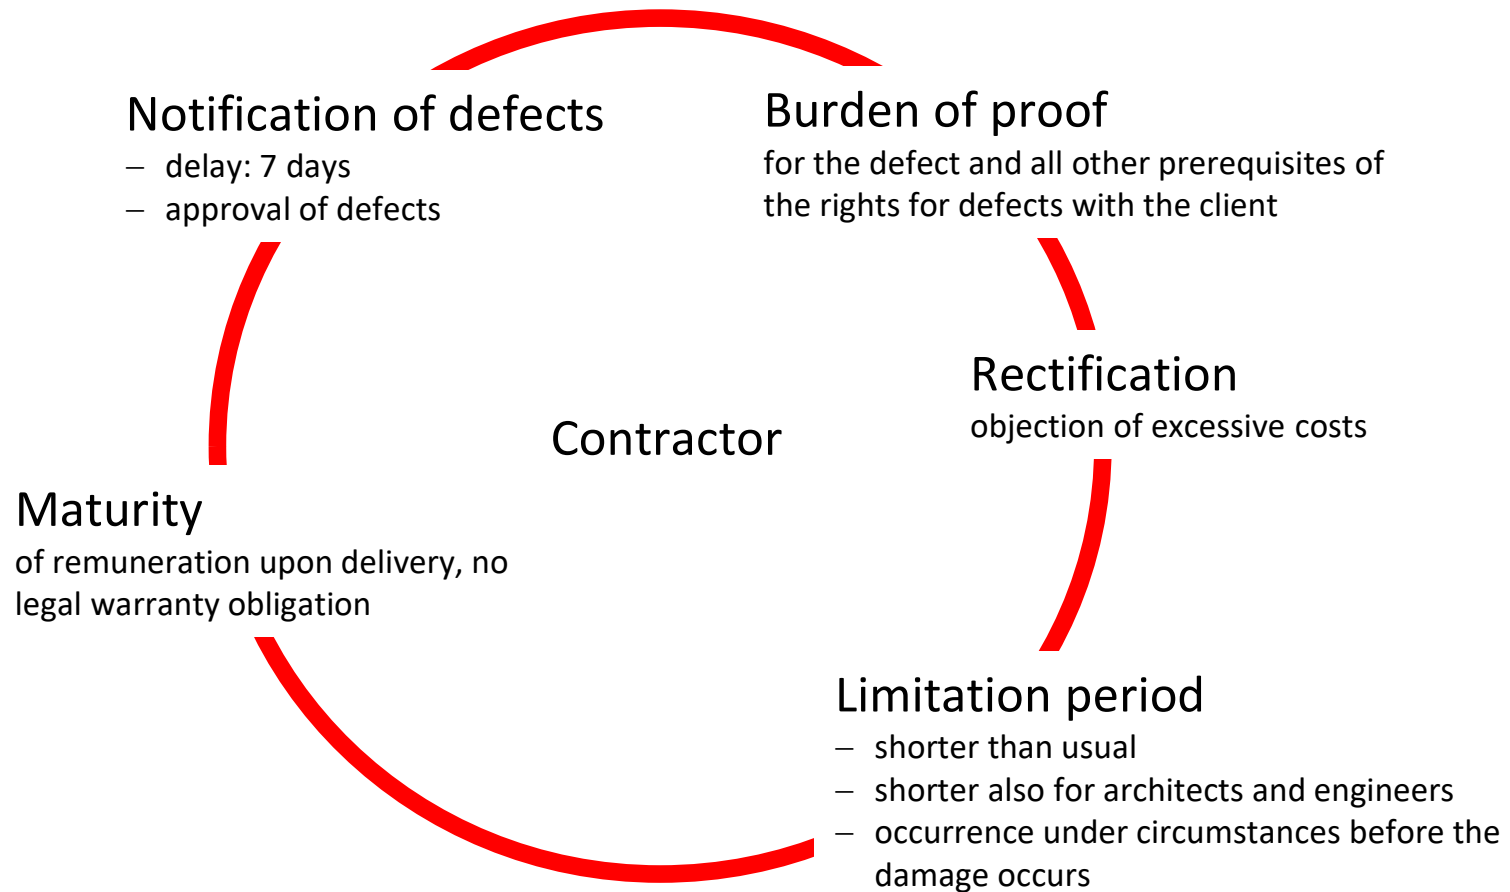 Notification of defects
– delay: 7 days
– approval of defects
Burden of proof
for the defect and all other prerequisites of
the rights for defects with the client
Rectification
objection of excessive costs
Contractor
Maturity
of remuneration upon delivery, no
legal warranty obligation
Limitation period
– shorter than usual
– shorter also for architects and engineers
– occurrence under circumstances before the
damage occurs